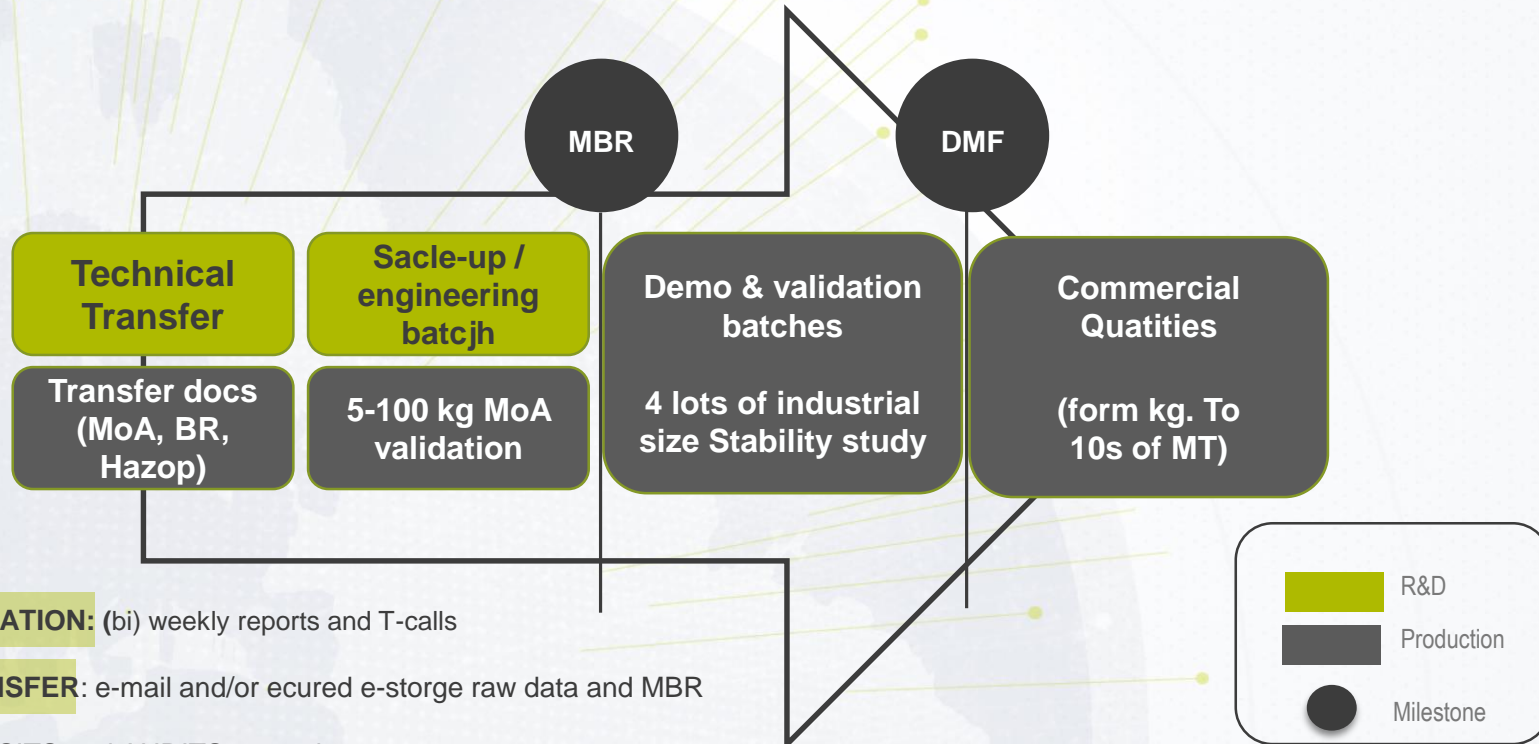 MBR
DMF
Technical
Transfer
Sacle-up /
engineering
batcjh
Demo & validation
batches
4 lots of industrial
size Stability study
Commercial
Quatities
(form kg. To
10s of MT)
Transfer docs
(MoA, BR,
Hazop)
5-100 kg MoA
validation
ATION: (bi) weekly reports and T-calls
NSFER: e-mail and/or ecured e-storge raw data and MBR
R&D
Production
Milestone